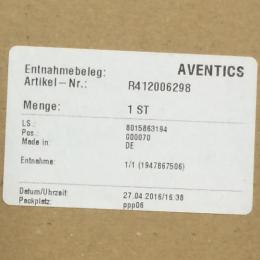 Entnahmebeleg: AVENTICS
Artikel-Nr.: R412006298
Menge: 1 ST
LS.: 8015863194
Pos.: 000070
Made in: DE
Entnahme: 1/1 (1947867506)
Datum/Uhrzeit: 27.04.2016/16:38
Packplatz: ppp06